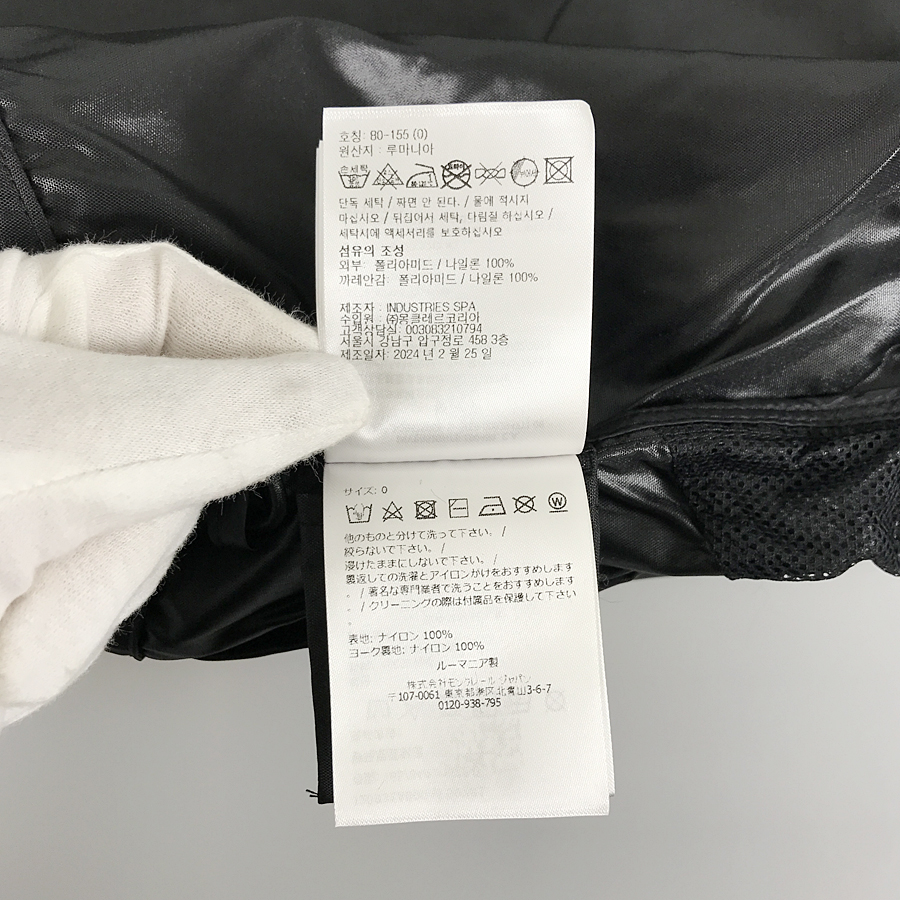 호칭: 80-155 (0)
원산지 : 루마니아
손세탁
단독 세탁 / 짜면 안 된다. / 물에 적시지
마십시오 / 뒤집어서 세탁, 다림질 하십시오 /
세탁시에 액세서리를 보호하십시오
섬유의 조성
외부: 폴리아미드 / 나일론 100%
까레안감: 폴리아미드 / 나일론 100%
제조자 : INDUSTRIES SPA
수입원 : ㈜몽클레르코리아
고객상담실: 003083210794
서울시 강남구 압구정로 458 3층
제조일자: 2024 년 2 월 25 일
サイズ: 0
W
他のものと分けて洗って下さい。 /
絞らないで下さい。 /
浸けたままにしないで下さい。 /
裏返しての洗濯とアイロンがけをおすすめします
。 / 著名な専門業者で洗うことをおすすめします
。 / クリーニングの際は付属品を保護して下さい
。
表地: ナイロン 100%
ヨーク裏地: ナイロン 100%
ルーマニア製
株式会社モンクレール ジャパン
〒107-0061 東京都港区北青山3-6-7
0120-938-795